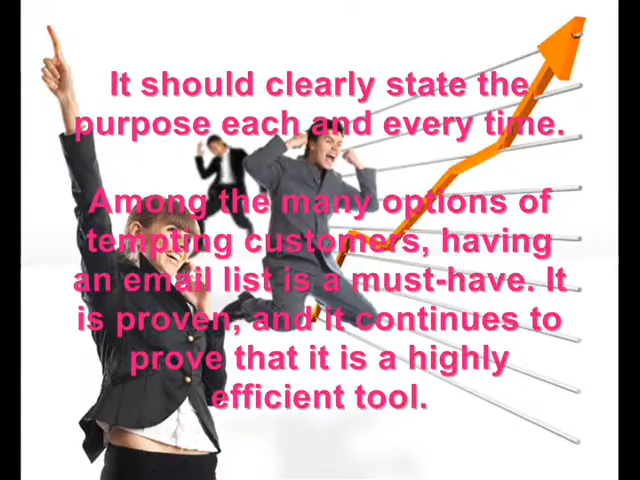 It should clearly state the
purpose each and every time.
Among the many options of
tempting customers, having
an email list is a must-have. It
is proven, and it continues to
prove that it is a highly
efficient tool.